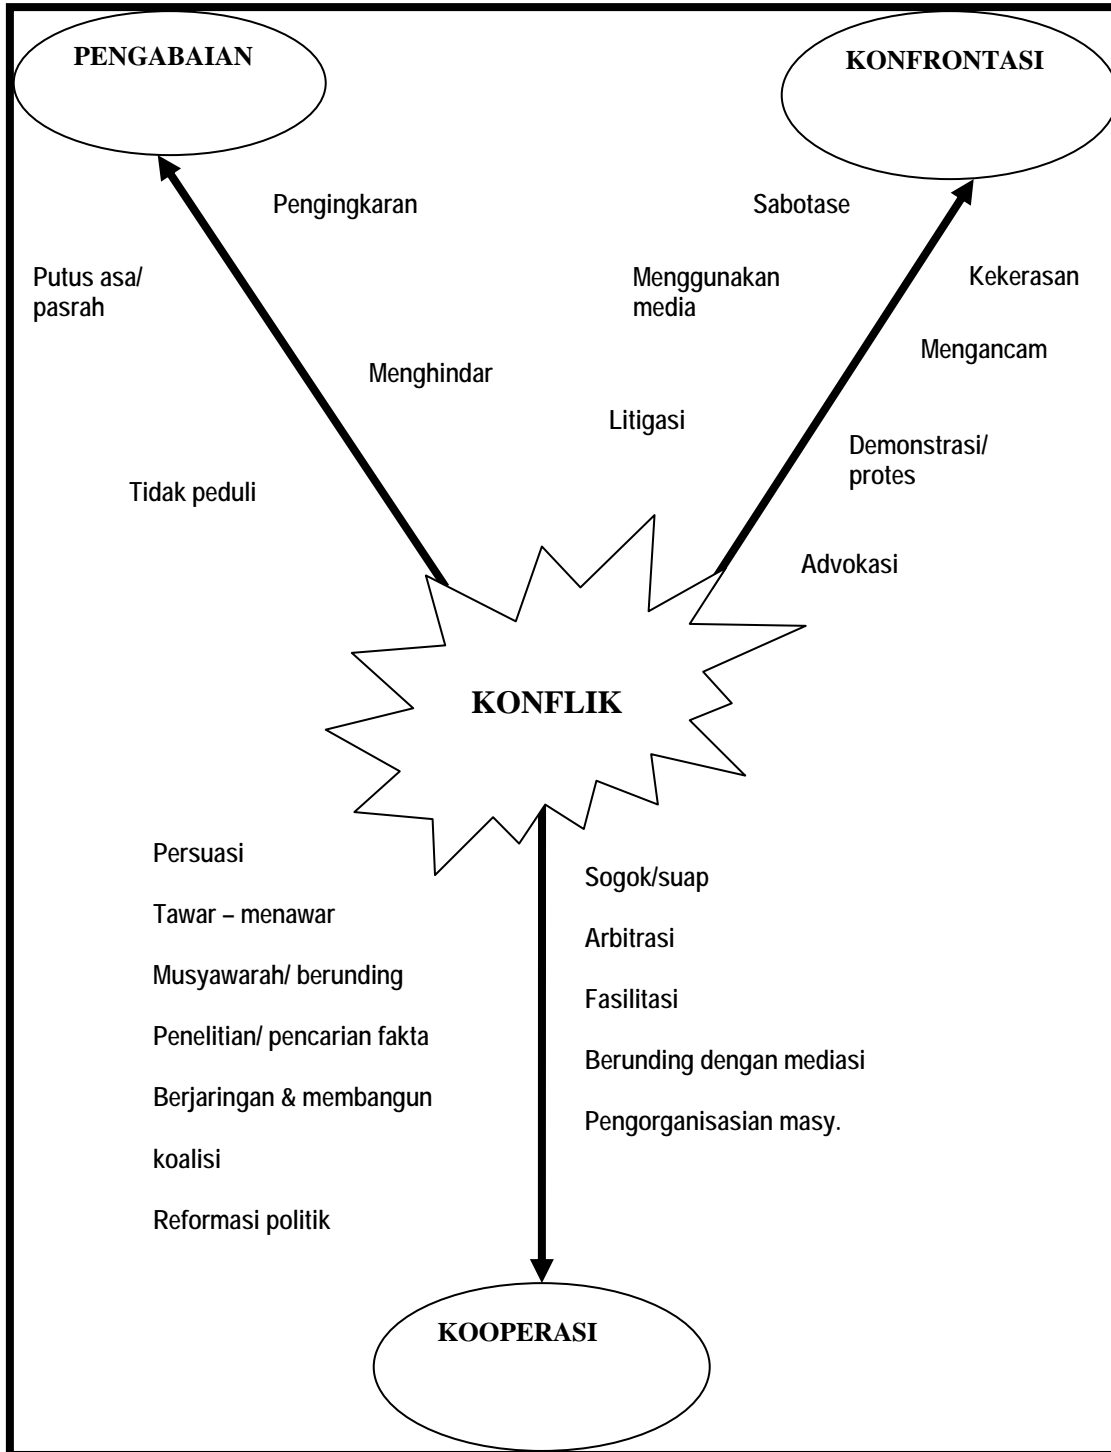 PENGABAIAN
KONFRONTASI
Pengingkaran
Sabotase
Putus asa/
pasrah
Menggunakan
media
Kekerasan
Mengancam
Menghindar
Litigasi
Demonstrasi/
protes
Tidak peduli
Advokasi
KONFLIK
Persuasi
Tawar – menawar
Musyawarah/ berunding
Penelitian/ pencarian fakta
Berjaringan & membangun
koalisi
Reformasi politik
Sogok/suap
Arbitrasi
Fasilitasi
Berunding dengan mediasi
Pengorganisasian masy.
KOOPERASI